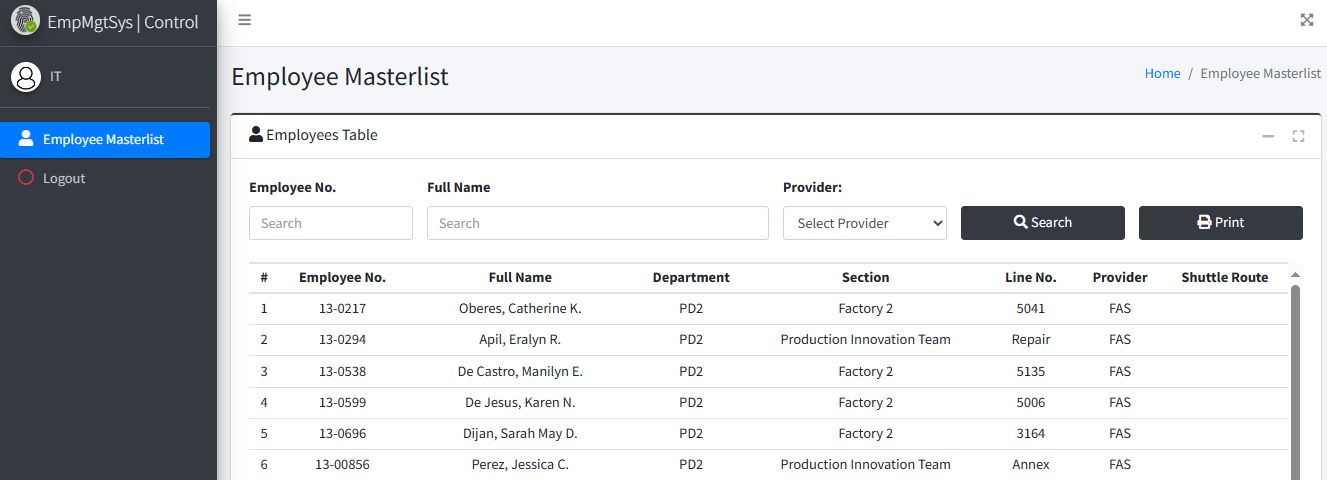 EmpMgtSys | Control
IT
Employee Masterlist
Logout
Employee Masterlist
Home / Employee Masterlist
Employees Table
Employee No. Full Name Provider:
Search Search Select Provider Search Print
# Employee No. Full Name Department Section Line No. Provider Shuttle Route
1 13-0217 Oberes, Catherine K. PD2 Factory 2 5041 FAS
2 13-0294 Apil, Eralyn R. PD2 Production Innovation Team Repair FAS
3 13-0538 De Castro, Manilyn E. PD2 Factory 2 5135 FAS
4 13-0599 De Jesus, Karen N. PD2 Factory 2 5006 FAS
5 13-0696 Dijan, Sarah May D. PD2 Factory 2 3164 FAS
6 13-00856 Perez, Jessica C. PD2 Production Innovation Team Annex FAS